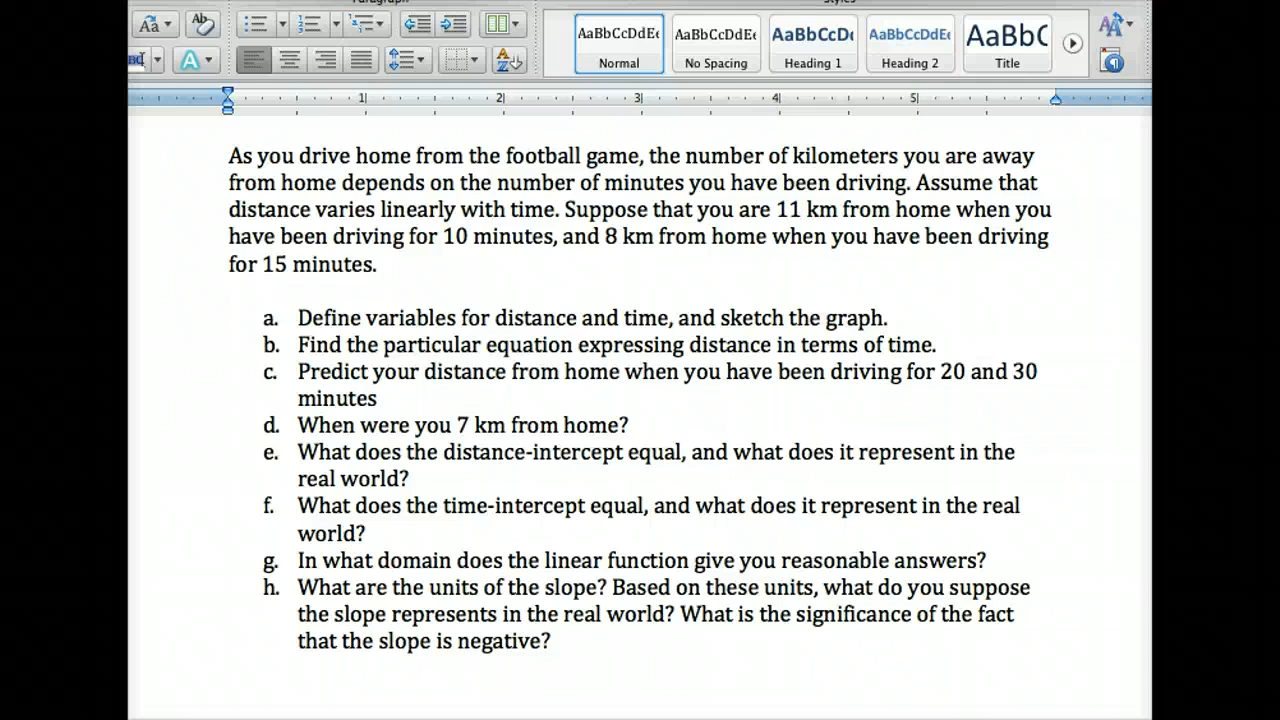 Paragraph
Styles
Aa
Ab
AaBbCcDdEe
AaBbCcDdEe
AaBbCcDc
AaBbCcDdEe
AaBbC
Normal
No Spacing
Heading 1
Heading 2
Title
1
2
3
4
5
As you drive home from the football game, the number of kilometers you are away
from home depends on the number of minutes you have been driving. Assume that
distance varies linearly with time. Suppose that you are 11 km from home when you
have been driving for 10 minutes, and 8 km from home when you have been driving
for 15 minutes.
a. Define variables for distance and time, and sketch the graph.
b. Find the particular equation expressing distance in terms of time.
c. Predict your distance from home when you have been driving for 20 and 30
minutes
d. When were you 7 km from home?
e. What does the distance-intercept equal, and what does it represent in the
real world?
f. What does the time-intercept equal, and what does it represent in the real
world?
g. In what domain does the linear function give you reasonable answers?
h. What are the units of the slope? Based on these units, what do you suppose
the slope represents in the real world? What is the significance of the fact
that the slope is negative?